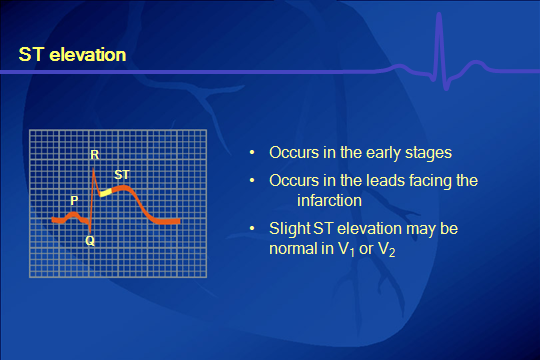 ST elevation
R
ST
P
Q
• Occurs in the early stages
• Occurs in the leads facing the
infarction
• Slight ST elevation may be
normal in V₁ or V₂